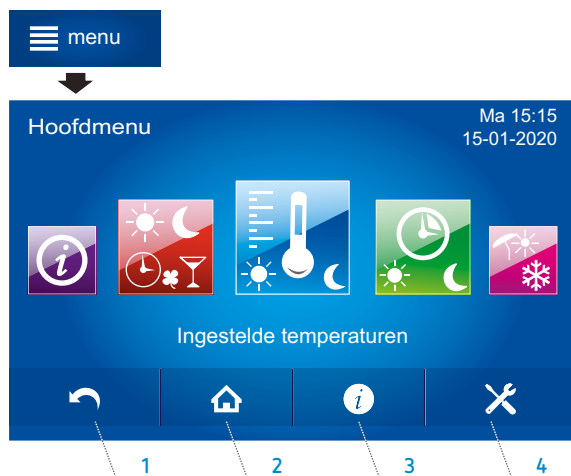 menu
Hoofdmenu
Ma 15:15
15-01-2020
Ingestelde temperaturen
1 2 3 4